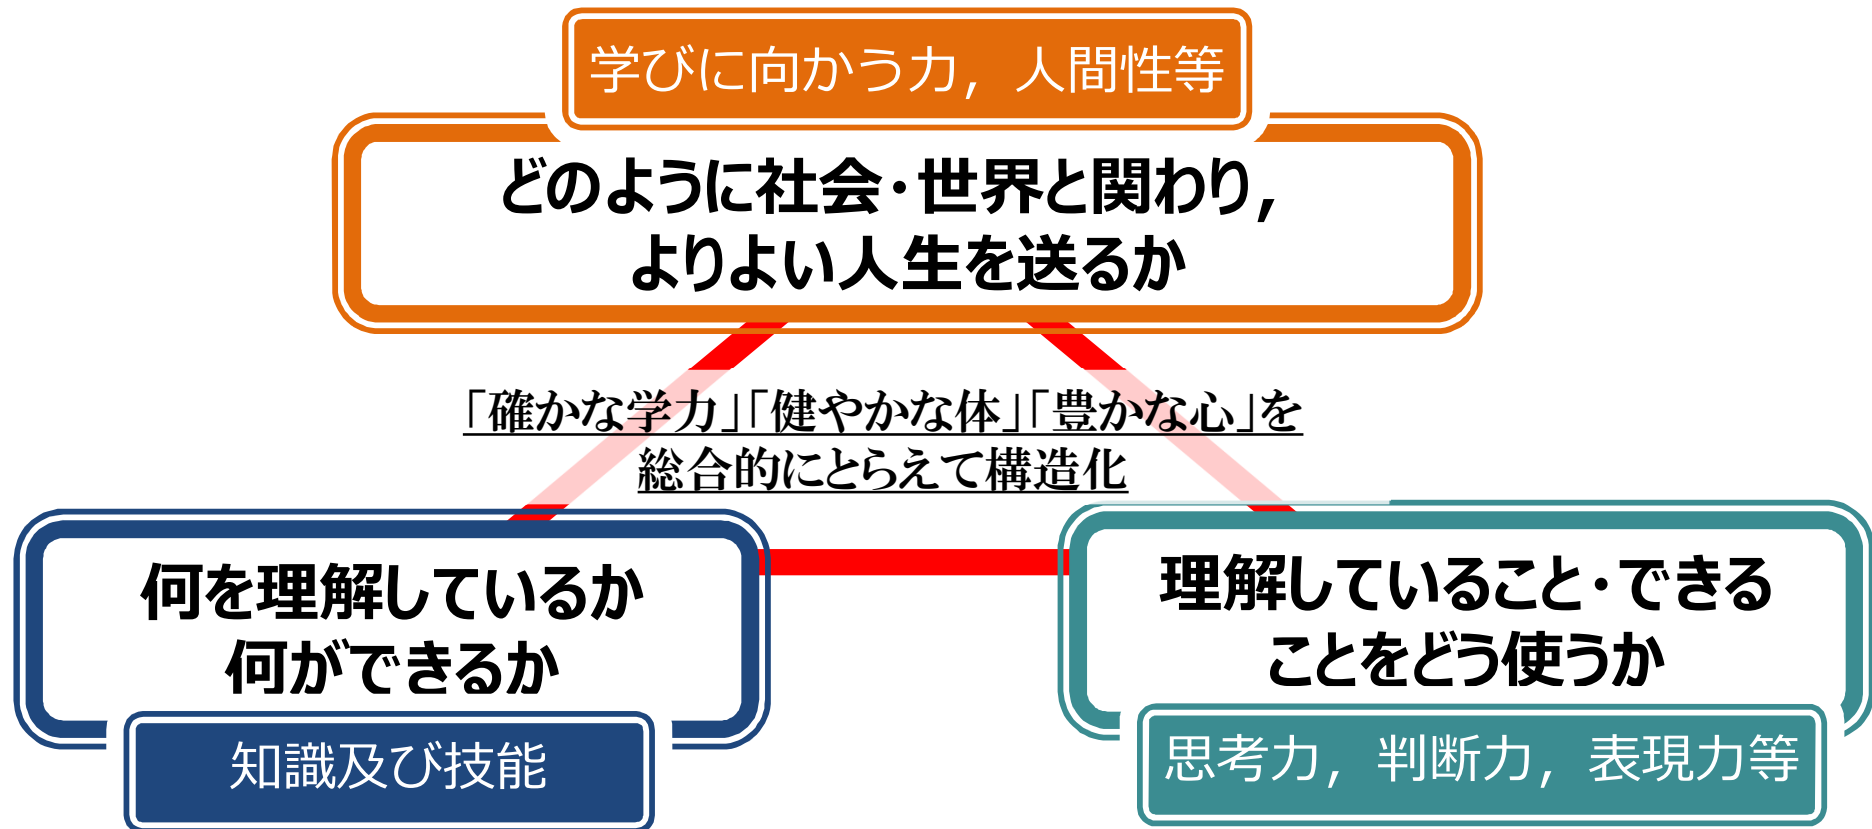 学びに向かう力，人間性等
どのように社会・世界と関わり，
よりよい人生を送るか
「確かな学力」「健やかな体」「豊かな心」を
総合的にとらえて構造化
何を理解しているか
何ができるか
知識及び技能
理解していること・できる
ことをどう使うか
思考力，判断力，表現力等